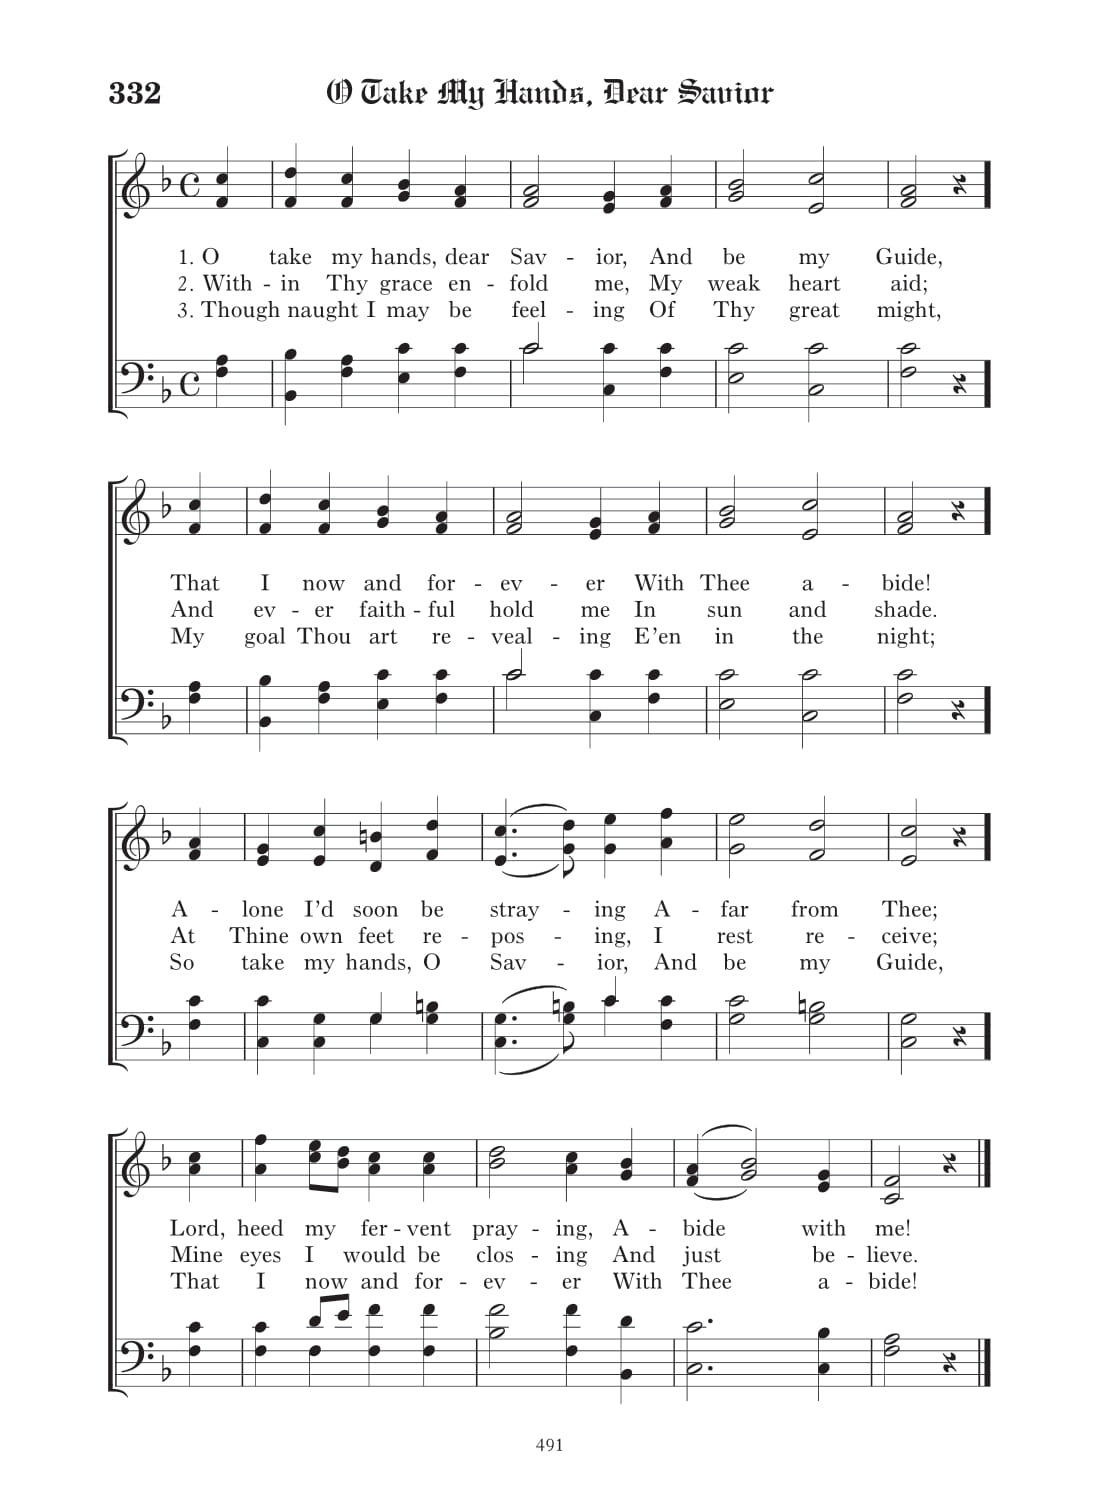 332 O Take My Hands, Dear Savior
1. O take my hands, dear Sav - ior, And be my Guide,
2. With - in Thy grace en - fold me, My weak heart aid;
3. Though naught I may be feel - ing Of Thy great might,
That I now and for - ev - er With Thee a - bide!
And ev - er faith - ful hold me In sun and shade.
My goal Thou art re - veal - ing E’en in the night;
A - lone I’d soon be stray - ing A - far from Thee;
At Thine own feet re - pos - ing, I rest re - ceive;
So take my hands, O Sav - ior, And be my Guide,
Lord, heed my fer - vent pray - ing, A - bide with me!
Mine eyes I would be clos - ing And just be - lieve.
That I now and for - ev - er With Thee a - bide!
491